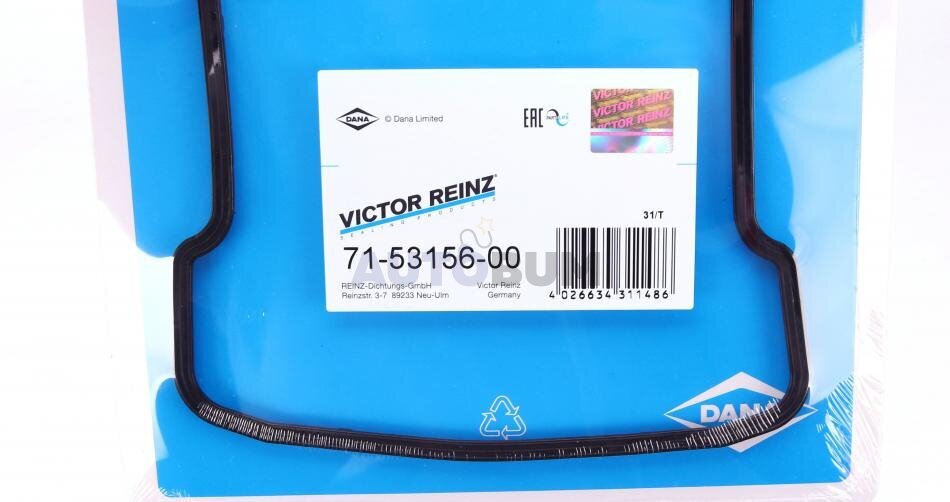 DANA
© Dana Limited
EAC
VICTOR REINZ
VICTOR REINZ
VICTOR REINZ
VICTOR REINZ®
SEALING PRODUCTS
31/T
71-53156-00
AUTOBUM
REINZ-Dichtungs-GmbH
Victor Reinz
Reinzstr. 3-7 89233 Neu-Ulm
Germany
4 026634 311486
DANA